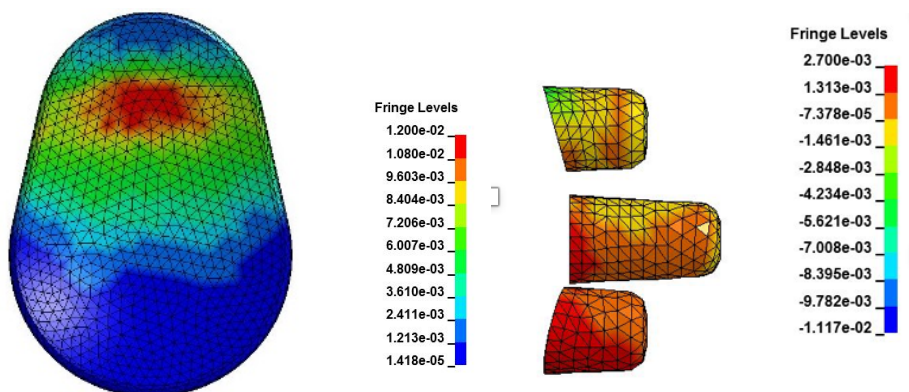 Fringe Levels
1.200e-02
1.080e-02
9.603e-03
8.404e-03
7.206e-03
6.007e-03
4.809e-03
3.610e-03
2.411e-03
1.213e-03
1.418e-05
Fringe Levels
2.700e-03
1.313e-03
-7.378e-05
-1.461e-03
-2.848e-03
-4.234e-03
-5.621e-03
-7.008e-03
-8.395e-03
-9.782e-03
-1.117e-02